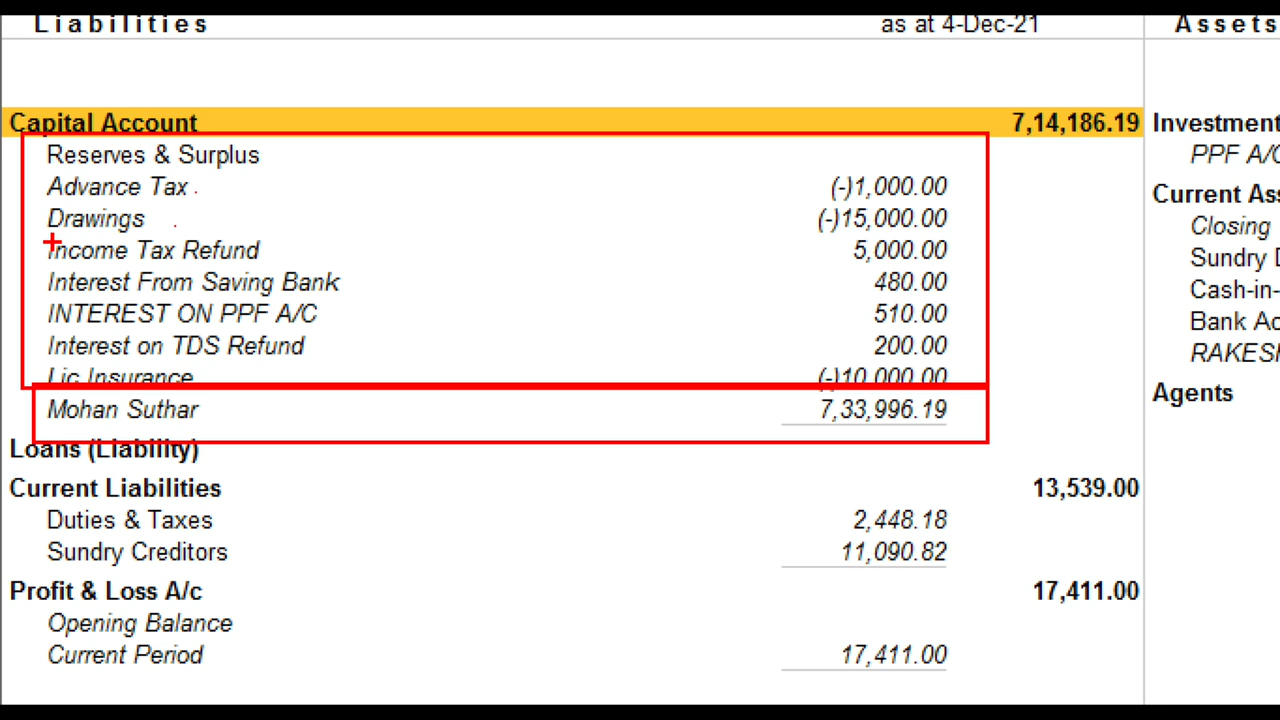 Liabilities as at 4-Dec-21 Assets
Capital Account 7,14,186.19 Investment
Reserves & Surplus PPF A/C
Advance Tax (-)1,000.00 Current Ass
Drawings (-)15,000.00 Closing
Income Tax Refund 5,000.00 Sundry D
Interest From Saving Bank 480.00 Cash-in-
INTEREST ON PPF A/C 510.00 Bank Ac
Interest on TDS Refund 200.00 RAKESH
Lic Insurance (-)10,000.00 Agents
Mohan Suthar 7,33,996.19
Loans (Liability)
Current Liabilities 13,539.00
Duties & Taxes 2,448.18
Sundry Creditors 11,090.82
Profit & Loss A/c 17,411.00
Opening Balance
Current Period 17,411.00